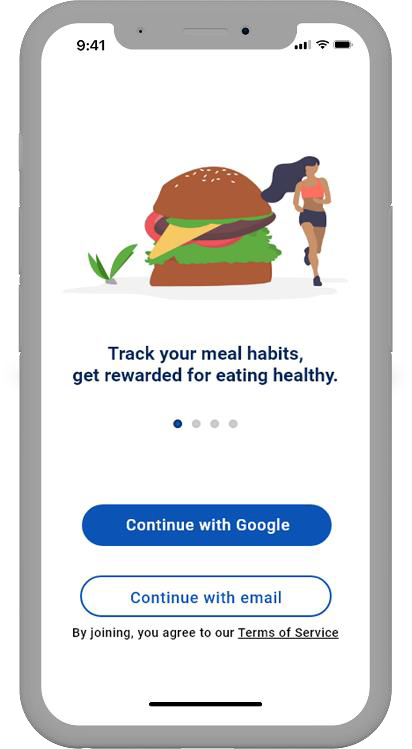 9:41
Track your meal habits,
get rewarded for eating healthy.
Continue with Google
Continue with email
By joining, you agree to our Terms of Service